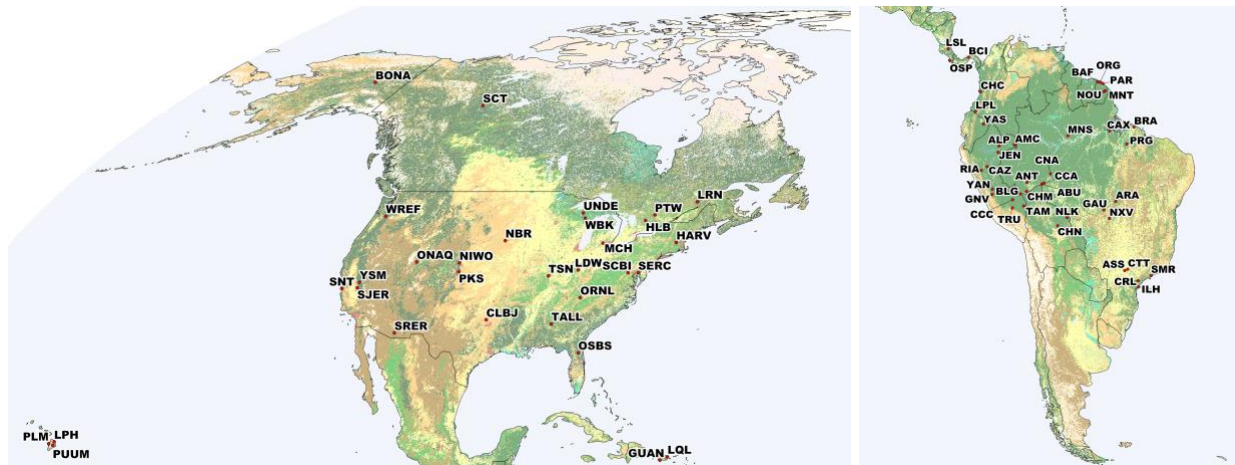 BONA
SCT
LRN
WREF
UNDE
PTW
WBK
HLB
NBR
MCH
HARV
ONAQ
NIWO
LDW
SCBI
SERC
TSN
PKS
YSM
SNT
SJER
ORNL
CLBJ
TALL
SRER
OSBS
PLM
LPH
PUUM
GUAN
LQL
LSL
BCI
OSP
ORG
BAF
PAR
CHC
NOU
MNT
LPL
YAS
MNS
CAX
BRA
ALP
AMC
PRG
JEN
CNA
RIA
CAZ
ANT
CCA
YAN
BLG
ABU
GNV
CHM
GAU
ARA
CCC
TRU
TAM
NLK
NXV
CHN
ASS
CTT
SMR
CRL
ILH